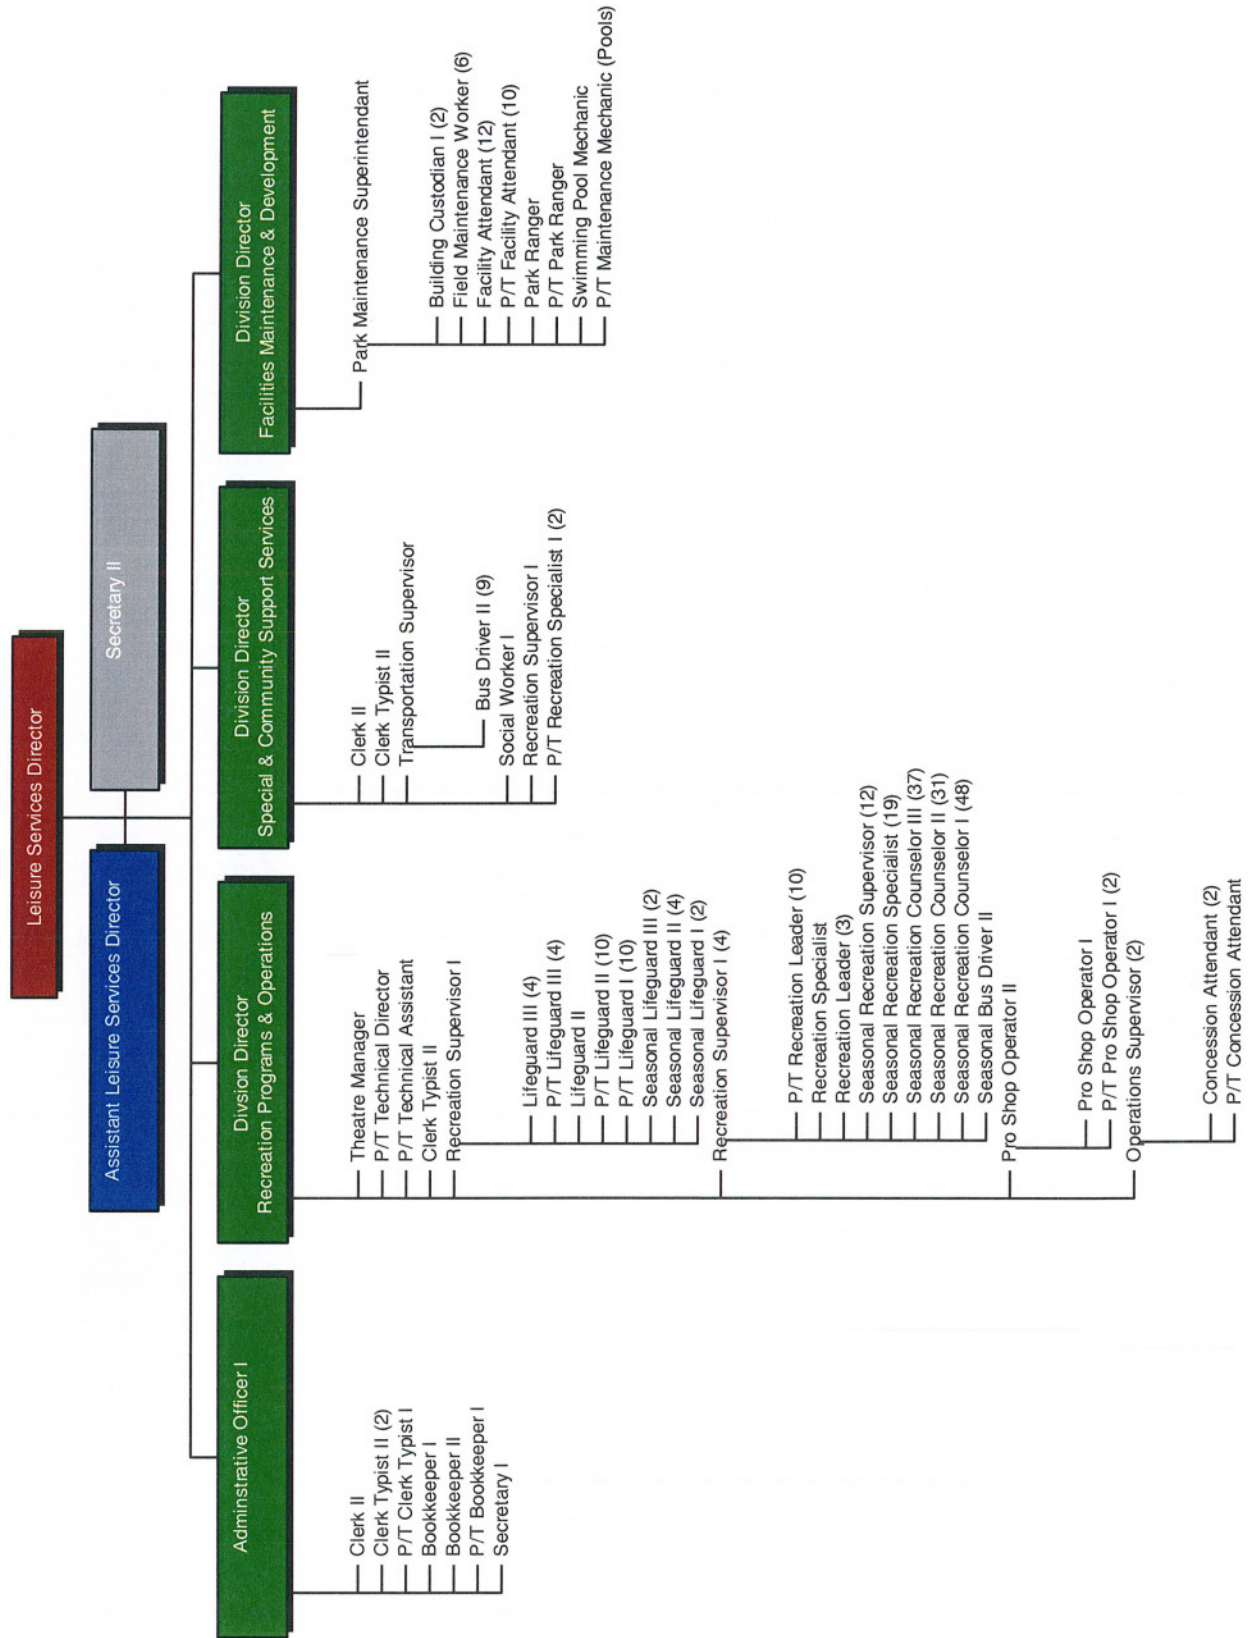 Leisure Services Director
Assistant Leisure Services Director
Secretary II
Adminstrative Officer I
Clerk II
Clerk Typist II (2)
P/T Clerk Typist I
Bookkeeper I
Bookkeeper II
P/T Bookkeeper I
Secretary I
Divsion Director
Recreation Programs & Operations
Theatre Manager
P/T Technical Director
P/T Technical Assistant
Clerk Typist II
Recreation Supervisor I
Lifeguard III (4)
P/T Lifeguard III (4)
Lifeguard II
P/T Lifeguard II (10)
P/T Lifeguard I (10)
Seasonal Lifeguard III (2)
Seasonal Lifeguard II (4)
Seasonal Lifeguard I (2)
Recreation Supervisor I (4)
P/T Recreation Leader (10)
Recreation Specialist
Recreation Leader (3)
Seasonal Recreation Supervisor (12)
Seasonal Recreation Specialist (19)
Seasonal Recreation Counselor III (37)
Seasonal Recreation Counselor II (31)
Seasonal Recreation Counselor I (48)
Seasonal Bus Driver II
Pro Shop Operator II
Pro Shop Operator I
P/T Pro Shop Operator I (2)
Operations Supervisor (2)
Concession Attendant (2)
P/T Concession Attendant
Division Director
Special & Community Support Services
Clerk II
Clerk Typist II
Transportation Supervisor
Bus Driver II (9)
Social Worker I
Recreation Supervisor I
P/T Recreation Specialist I (2)
Division Director
Facilities Maintenance & Development
Park Maintenance Superintendant
Building Custodian I (2)
Field Maintenance Worker (6)
Facility Attendant (12)
P/T Facility Attendant (10)
Park Ranger
P/T Park Ranger
Swimming Pool Mechanic
P/T Maintenance Mechanic (Pools)